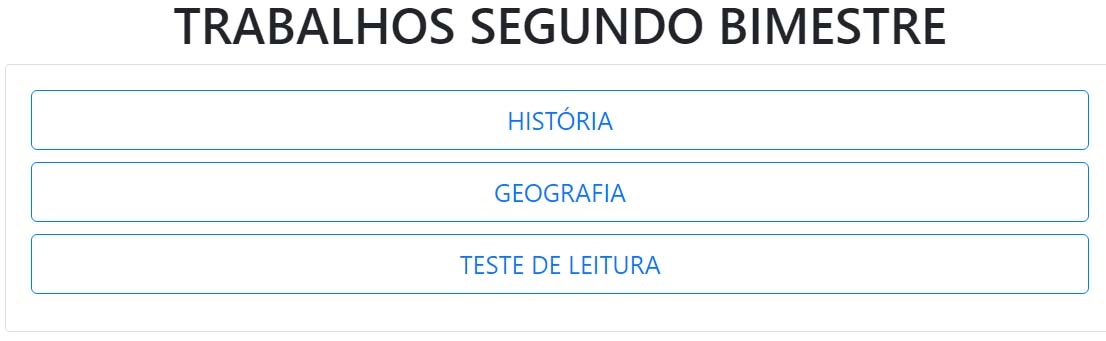 TRABALHOS SEGUNDO BIMESTRE
HISTÓRIA
GEOGRAFIA
TESTE DE LEITURA